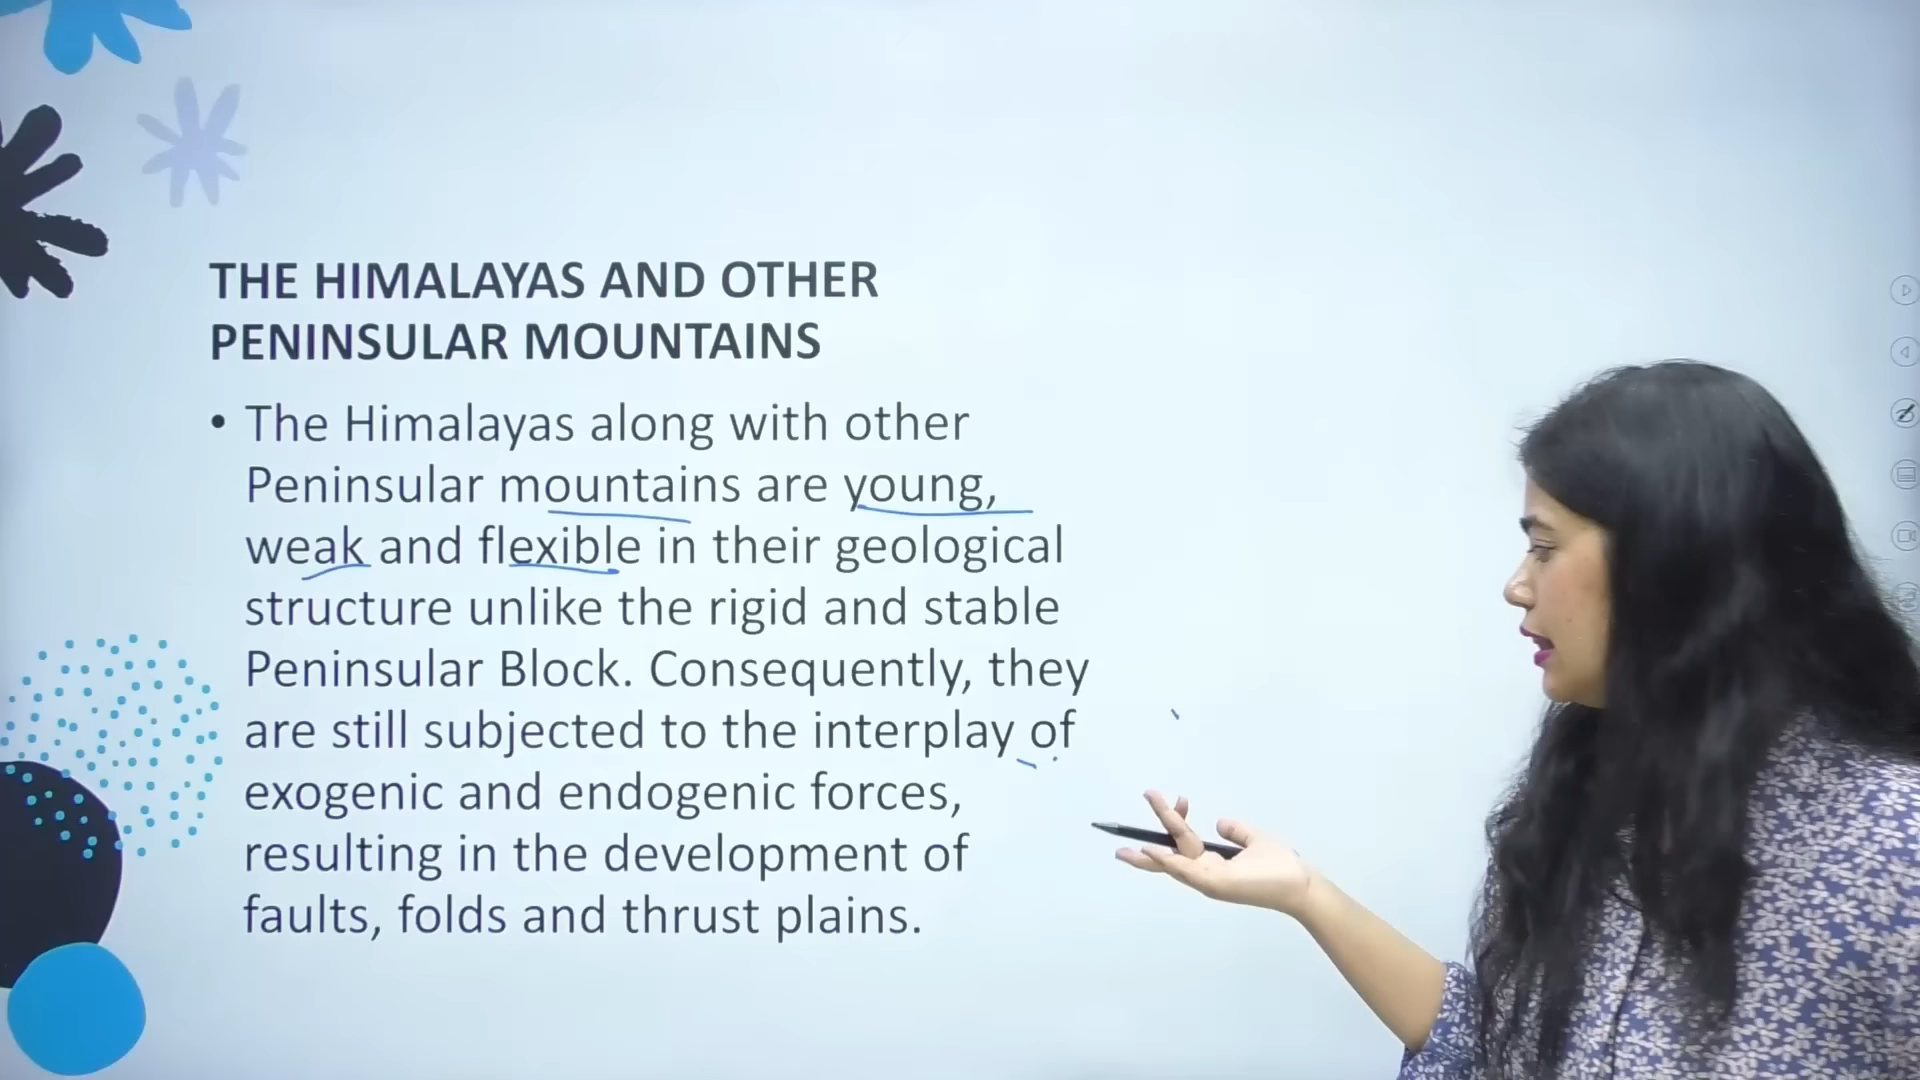 THE HIMALAYAS AND OTHER
PENINSULAR MOUNTAINS
• The Himalayas along with other
Peninsular mountains are young,
weak and flexible in their geological
structure unlike the rigid and stable
Peninsular Block. Consequently, they
are still subjected to the interplay of
exogenic and endogenic forces,
resulting in the development of
faults, folds and thrust plains.